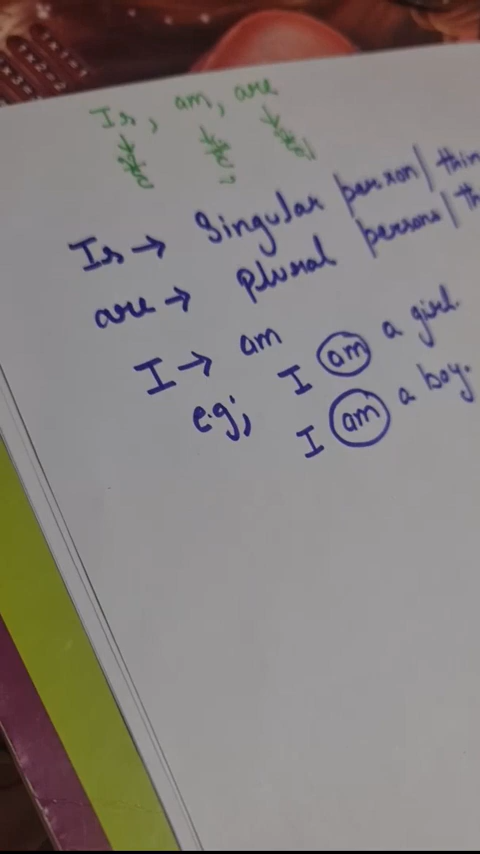 Is, am, are
Is → Singular person/thin
are → plural persons/th
I → am
e.g; I am a girl.
I am a boy.